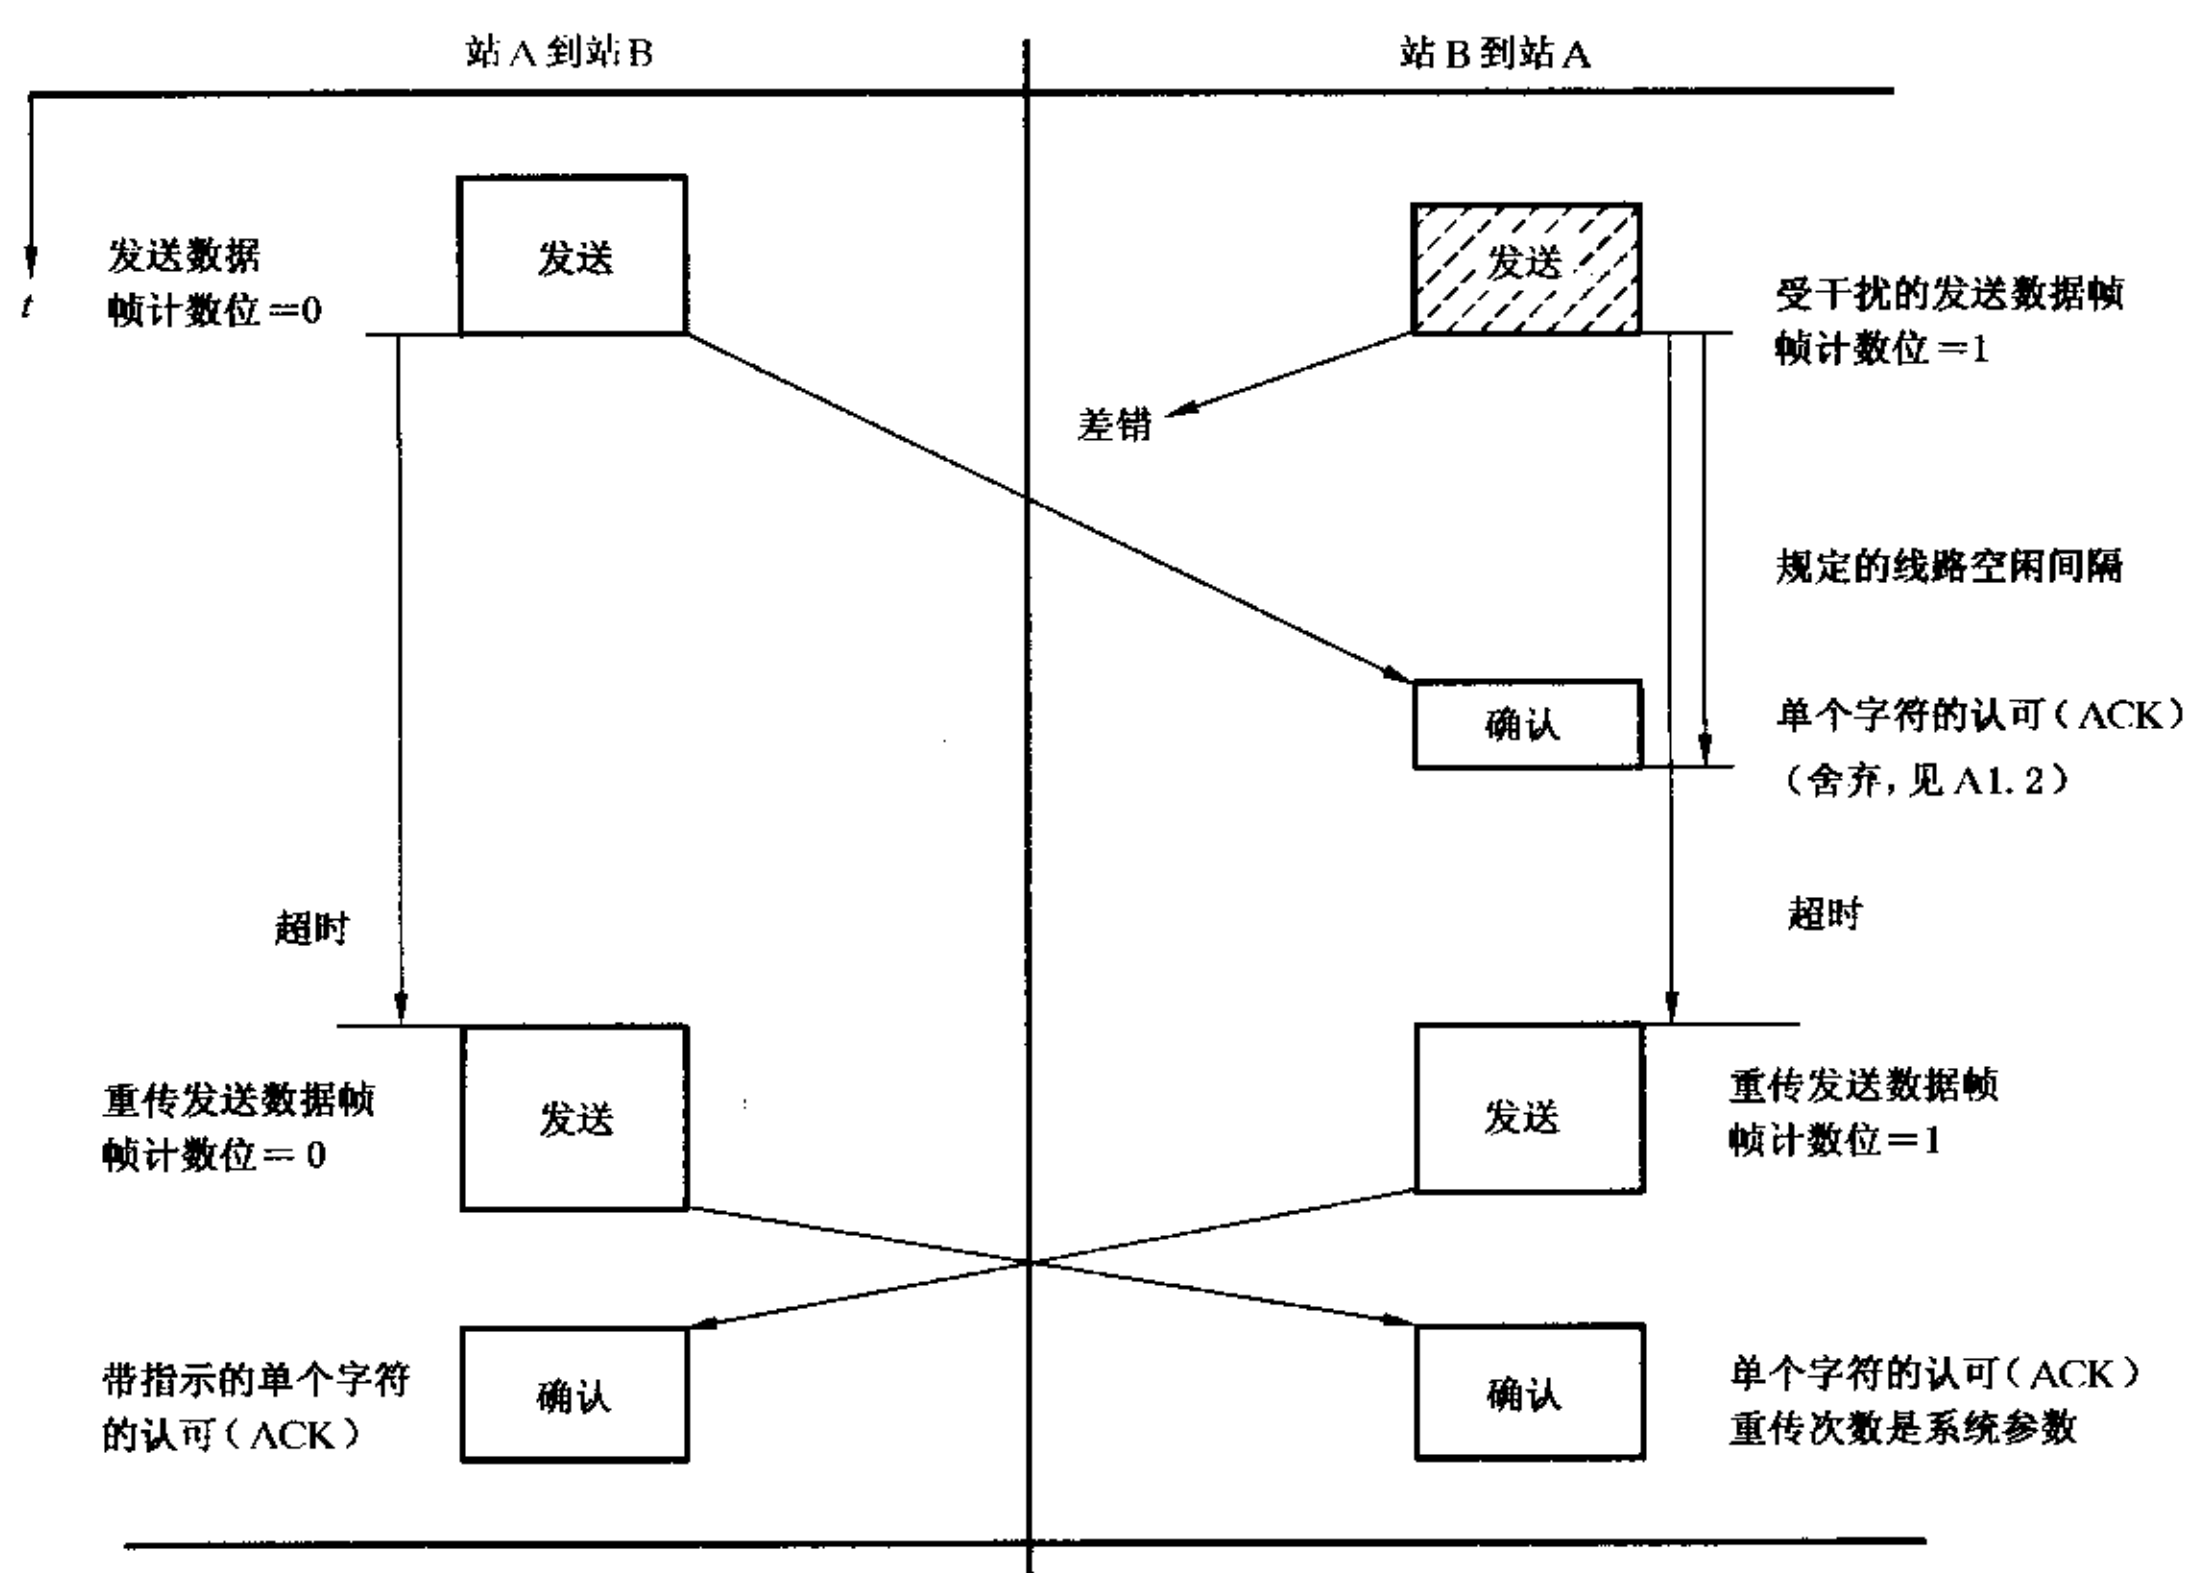 站A到站B
站B到站A
t
发送数据
帧计数位=0
发送
发送
受干扰的发送数据帧
帧计数位=1
差错
规定的线路空闲间隔
确认
单个字符的认可(ACK)
(舍弃,见A1.2)
超时
超时
重传发送数据帧
帧计数位=0
发送
发送
重传发送数据帧
帧计数位=1
带指示的单个字符
的认可(ACK)
确认
确认
单个字符的认可(ACK)
重传次数是系统参数